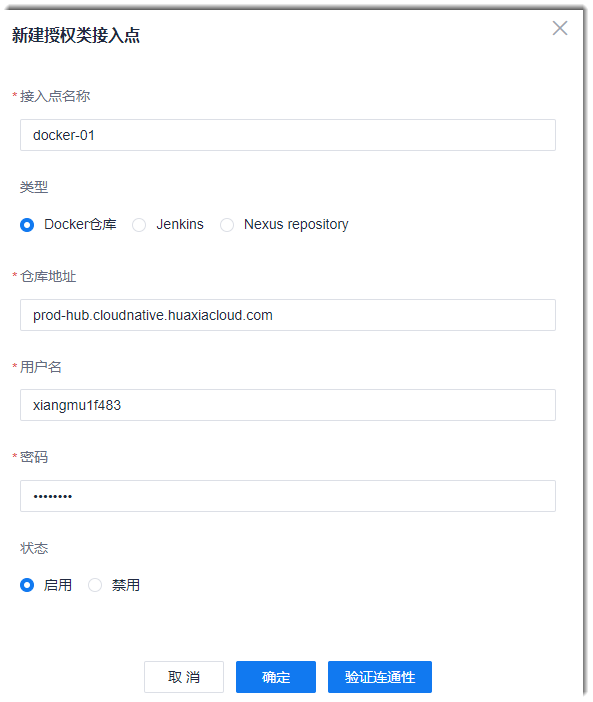 新建授权类接入点
* 接入点名称
docker-01
类型
Docker仓库 Jenkins Nexus repository
* 仓库地址
prod-hub.cloudnative.huaxiacloud.com
* 用户名
xiangmu1f483
* 密码
••••••••
状态
启用 禁用
取 消 确定 验证连通性